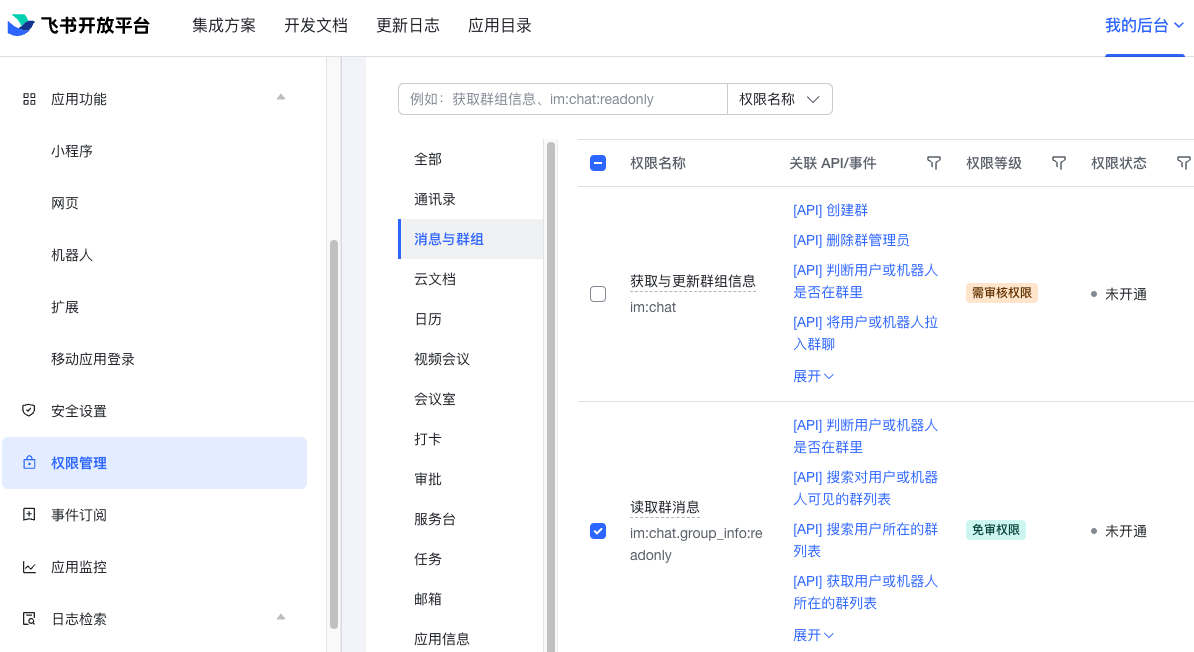 飞书开放平台
集成方案
开发文档
更新日志
应用目录
我的后台
应用功能
小程序
网页
机器人
扩展
移动应用登录
安全设置
权限管理
事件订阅
应用监控
日志检索
例如：获取群组信息、im:chat:readonly
权限名称
全部
通讯录
消息与群组
云文档
日历
视频会议
会议室
打卡
审批
服务台
任务
邮箱
应用信息
权限名称
关联 API/事件
权限等级
权限状态
获取与更新群组信息
im:chat
[API] 创建群
[API] 删除群管理员
[API] 判断用户或机器人
是否在群里
[API] 将用户或机器人拉
入群聊
展开
需审核权限
未开通
读取群消息
im:chat.group_info:re
adonly
[API] 判断用户或机器人
是否在群里
[API] 搜索对用户或机器
人可见的群列表
[API] 搜索用户所在的群
列表
[API] 获取用户或机器人
所在的群列表
展开
免审权限
未开通